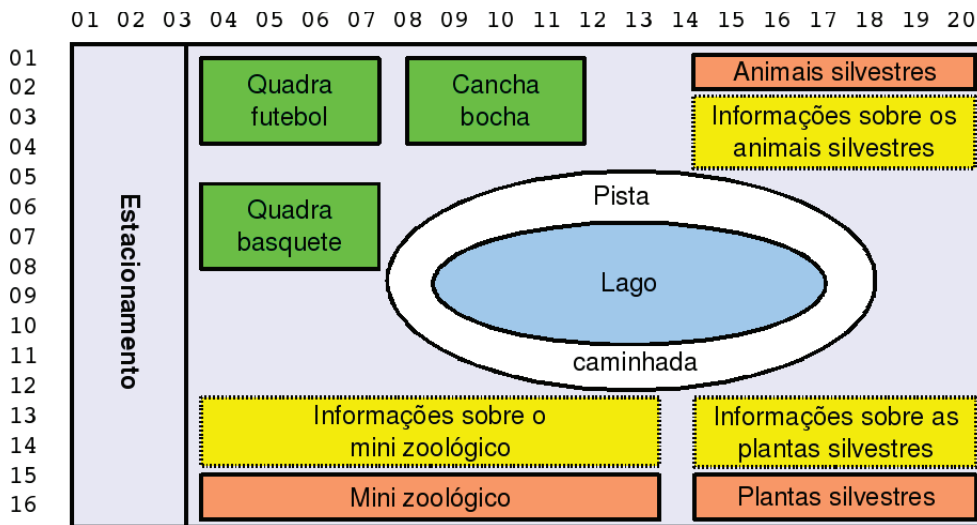 01 02 03 04 05 06 07 08 09 10 11 12 13 14 15 16 17 18 19 20
01
02
03
04
05
06
07
08
09
10
11
12
13
14
15
16
Estacionamento
Quadra
futebol
Cancha
bocha
Animais silvestres
Informações sobre os
animais silvestres
Quadra
basquete
Pista
Lago
caminhada
Informações sobre o
mini zoológico
Informações sobre as
plantas silvestres
Mini zoológico
Plantas silvestres